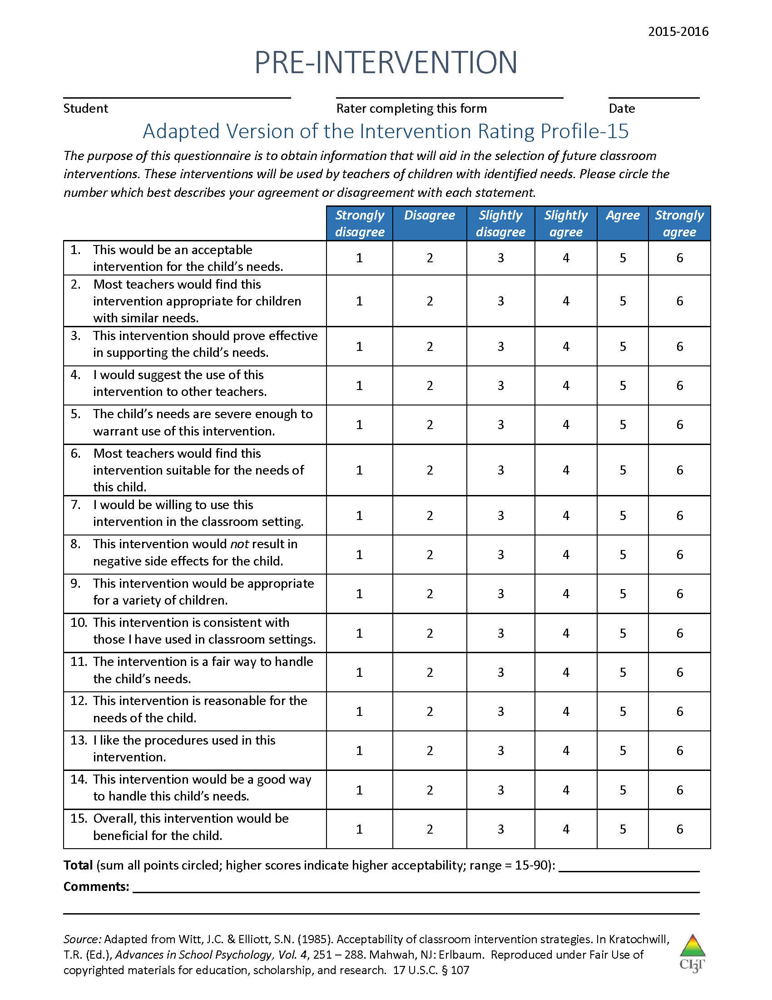 2015-2016
PRE-INTERVENTION
Student Rater completing this form Date
Adapted Version of the Intervention Rating Profile-15
The purpose of this questionnaire is to obtain information that will aid in the selection of future classroom
interventions. These interventions will be used by teachers of children with identified needs. Please circle the
number which best describes your agreement or disagreement with each statement.
Strongly Disagree Slightly Slightly Agree Strongly
disagree disagree agree agree
1. This would be an acceptable
intervention for the child’s needs. 1 2 3 4 5 6
2. Most teachers would find this
intervention appropriate for children 1 2 3 4 5 6
with similar needs.
3. This intervention should prove effective
in supporting the child’s needs. 1 2 3 4 5 6
4. I would suggest the use of this
intervention to other teachers. 1 2 3 4 5 6
5. The child’s needs are severe enough to
warrant use of this intervention. 1 2 3 4 5 6
6. Most teachers would find this
intervention suitable for the needs of 1 2 3 4 5 6
this child.
7. I would be willing to use this
intervention in the classroom setting. 1 2 3 4 5 6
8. This intervention would not result in
negative side effects for the child. 1 2 3 4 5 6
9. This intervention would be appropriate
for a variety of children. 1 2 3 4 5 6
10. This intervention is consistent with
those I have used in classroom settings. 1 2 3 4 5 6
11. The intervention is a fair way to handle
the child’s needs. 1 2 3 4 5 6
12. This intervention is reasonable for the
needs of the child. 1 2 3 4 5 6
13. I like the procedures used in this
intervention. 1 2 3 4 5 6
14. This intervention would be a good way
to handle this child’s needs. 1 2 3 4 5 6
15. Overall, this intervention would be
beneficial for the child. 1 2 3 4 5 6
Total (sum all points circled; higher scores indicate higher acceptability; range = 15-90):
Comments:
Source: Adapted from Witt, J.C. & Elliott, S.N. (1985). Acceptability of classroom intervention strategies. In Kratochwill,
T.R. (Ed.), Advances in School Psychology, Vol. 4, 251 – 288. Mahwah, NJ: Erlbaum. Reproduced under Fair Use of
copyrighted materials for education, scholarship, and research. 17 U.S.C. § 107
CI3T